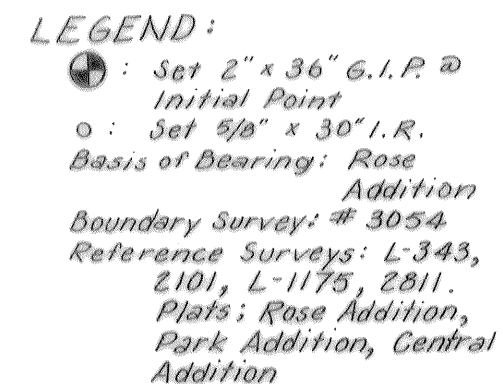 LEGEND:
: Set 2" x 36" G.I.P. @
Initial Point
o : Set 5/8" x 30" I.R.
Basis of Bearing: Rose
Addition
Boundary Survey: # 3054
Reference Surveys: L-343,
2101, L-1175, 2811.
Plats: Rose Addition,
Park Addition, Central
Addition